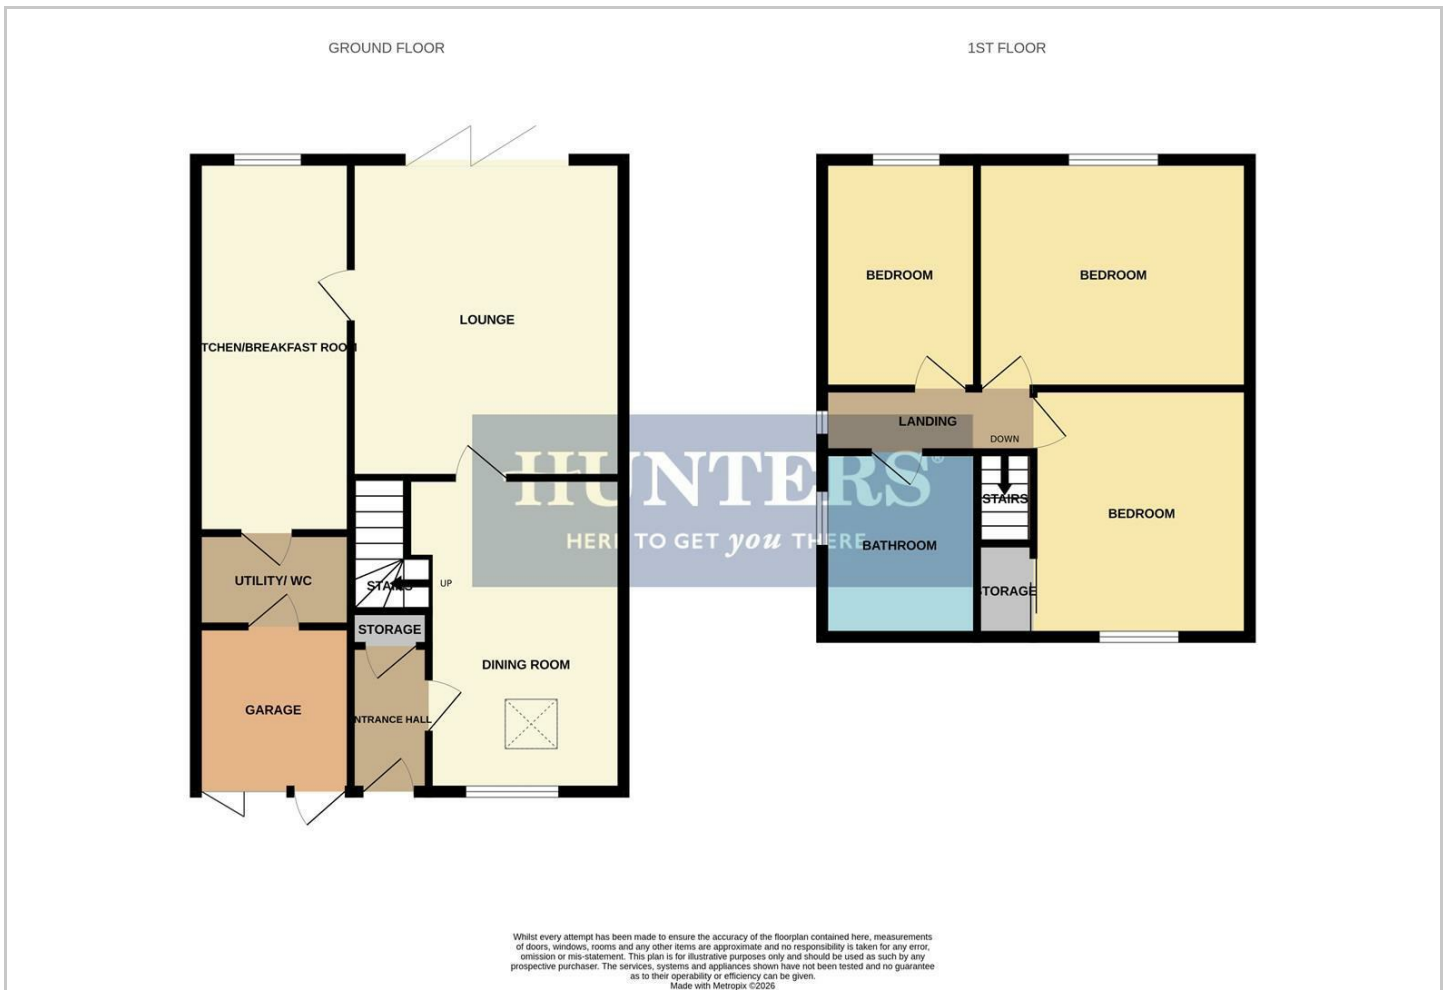 GROUND FLOOR
1ST FLOOR
TCHEN/BREAKFAST ROOM
LOUNGE
UTILITY/ WC
GARAGE
STAIRS
UP
STORAGE
NTRANCE HALL
DINING ROOM
BEDROOM
BEDROOM
LANDING
DOWN
STAIRS
BEDROOM
BATHROOM
STORAGE
HUNTERS®
HERE TO GET you THERE
Whilst every attempt has been made to ensure the accuracy of the floorplan contained here, measurements
of doors, windows, rooms and any other items are approximate and no responsibility is taken for any error,
omission or mis-statement. This plan is for illustrative purposes only and should be used as such by any
prospective purchaser. The services, systems and appliances shown have not been tested and no guarantee
as to their operability or efficiency can be given.
Made with Metropix ©2026